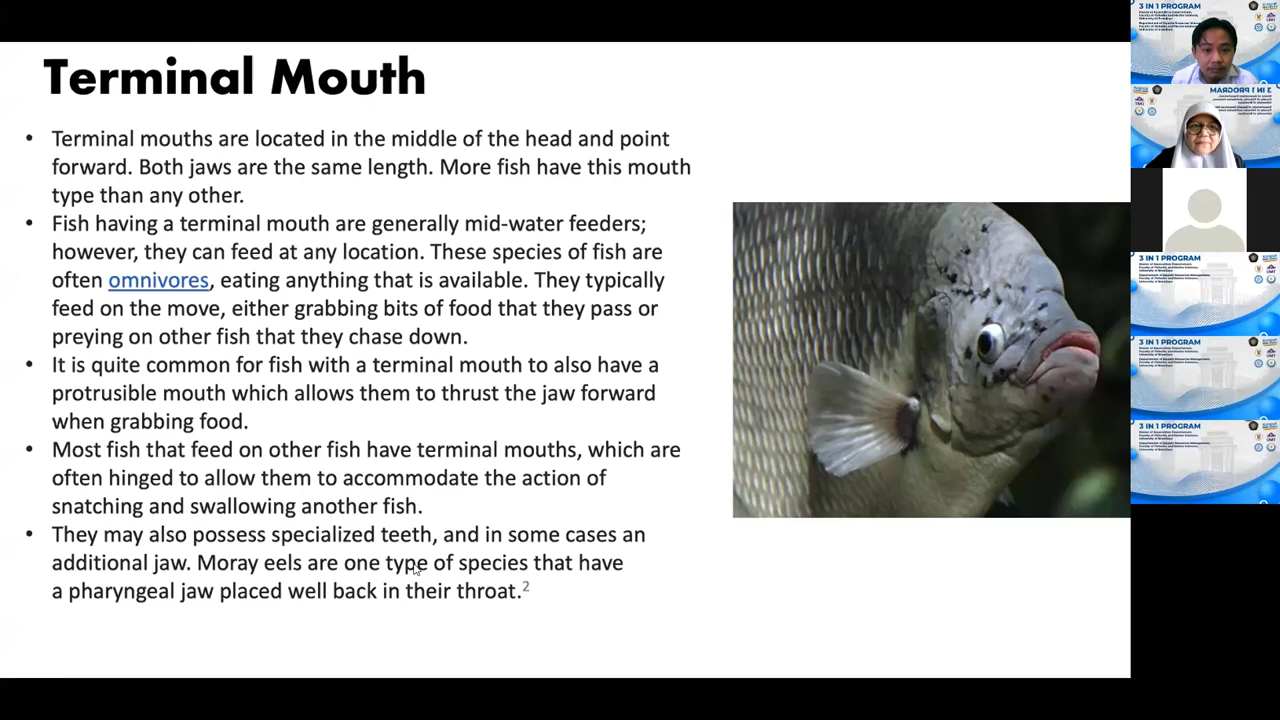 Terminal Mouth
• Terminal mouths are located in the middle of the head and point
forward. Both jaws are the same length. More fish have this mouth
type than any other.
• Fish having a terminal mouth are generally mid-water feeders;
however, they can feed at any location. These species of fish are
often omnivores, eating anything that is available. They typically
feed on the move, either grabbing bits of food that they pass or
preying on other fish that they chase down.
• It is quite common for fish with a terminal mouth to also have a
protrusible mouth which allows them to thrust the jaw forward
when grabbing food.
• Most fish that feed on other fish have terminal mouths, which are
often hinged to allow them to accommodate the action of
snatching and swallowing another fish.
• They may also possess specialized teeth, and in some cases an
additional jaw. Moray eels are one type of species that have
a pharyngeal jaw placed well back in their throat.2
3 IN 1 PROGRAM
3 IN 1 PROGRAM
3 IN 1 PROGRAM
3 IN 1 PROGRAM
3 IN 1 PROGRAM